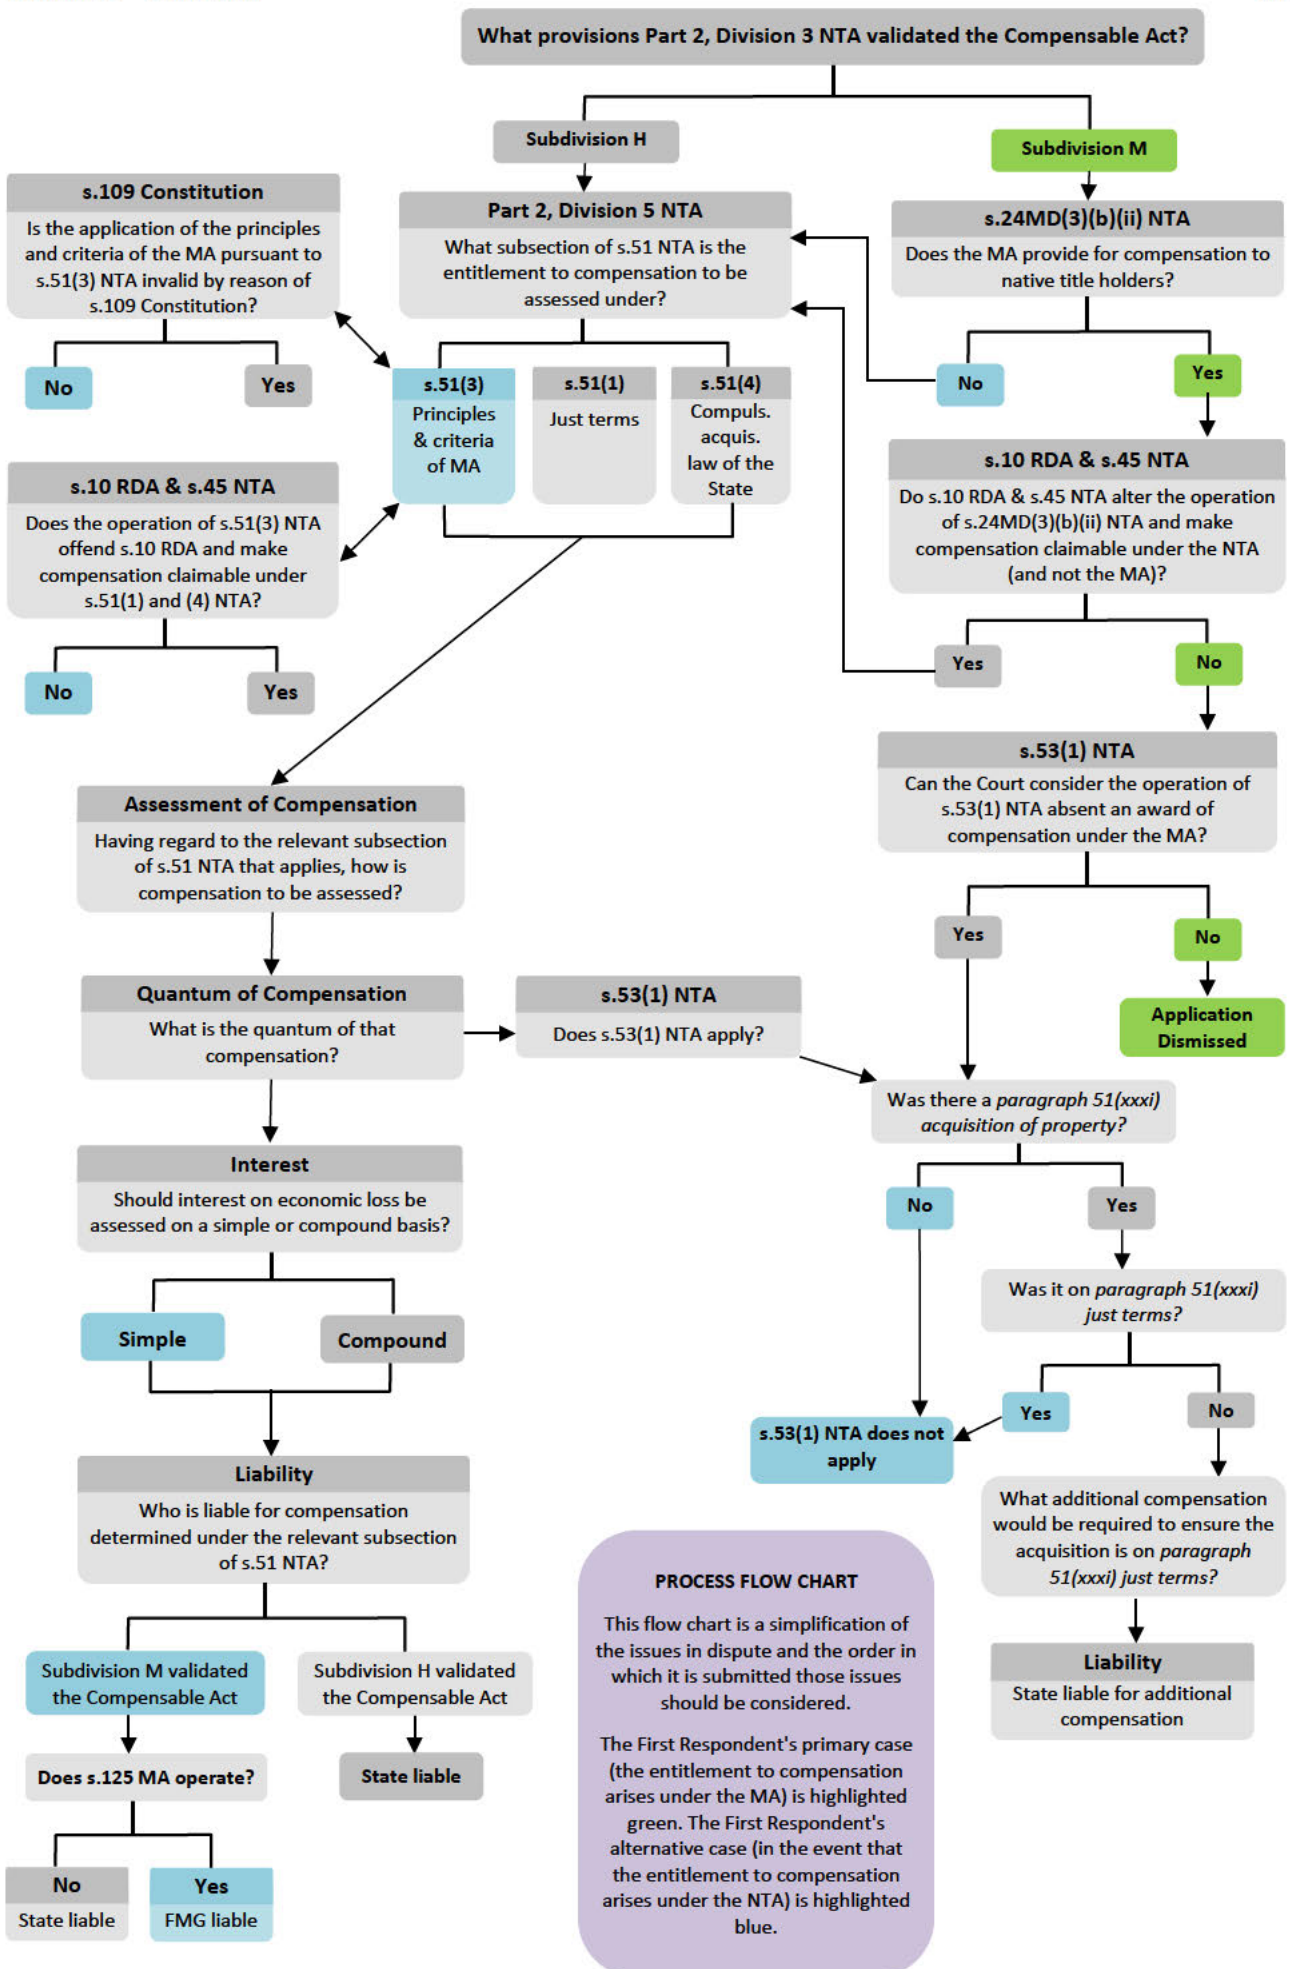 What provisions Part 2, Division 3 NTA validated the Compensable Act?
Subdivision H
Subdivision M
s.109 Constitution
Is the application of the principles
and criteria of the MA pursuant to
s.51(3) NTA invalid by reason of
s.109 Constitution?
No
Yes
Part 2, Division 5 NTA
What subsection of s.51 NTA is the
entitlement to compensation to be
assessed under?
s.24MD(3)(b)(ii) NTA
Does the MA provide for compensation to
native title holders?
No
Yes
s.51(3)
Principles
& criteria
of MA
s.51(1)
Just terms
s.51(4)
Compuls.
acquis.
law of the
State
s.10 RDA & s.45 NTA
Does the operation of s.51(3) NTA
offend s.10 RDA and make
compensation claimable under
s.51(1) and (4) NTA?
No
Yes
s.10 RDA & s.45 NTA
Do s.10 RDA & s.45 NTA alter the operation
of s.24MD(3)(b)(ii) NTA and make
compensation claimable under the NTA
(and not the MA)?
Yes
No
s.53(1) NTA
Can the Court consider the operation of
s.53(1) NTA absent an award of
compensation under the MA?
Yes
No
Application
Dismissed
Assessment of Compensation
Having regard to the relevant subsection
of s.51 NTA that applies, how is
compensation to be assessed?
Quantum of Compensation
What is the quantum of that
compensation?
s.53(1) NTA
Does s.53(1) NTA apply?
Was there a paragraph 51(xxxi)
acquisition of property?
No
Yes
Interest
Should interest on economic loss be
assessed on a simple or compound basis?
Simple
Compound
Was it on paragraph 51(xxxi)
just terms?
Yes
No
s.53(1) NTA does not
apply
What additional compensation
would be required to ensure the
acquisition is on paragraph
51(xxxi) just terms?
Liability
State liable for additional
compensation
Liability
Who is liable for compensation
determined under the relevant subsection
of s.51 NTA?
Subdivision M validated
the Compensable Act
Subdivision H validated
the Compensable Act
Does s.125 MA operate?
State liable
No
State liable
Yes
FMG liable
PROCESS FLOW CHART
This flow chart is a simplification of
the issues in dispute and the order in
which it is submitted those issues
should be considered.
The First Respondent's primary case
(the entitlement to compensation
arises under the MA) is highlighted
green. The First Respondent's
alternative case (in the event that
the entitlement to compensation
arises under the NTA) is highlighted
blue.